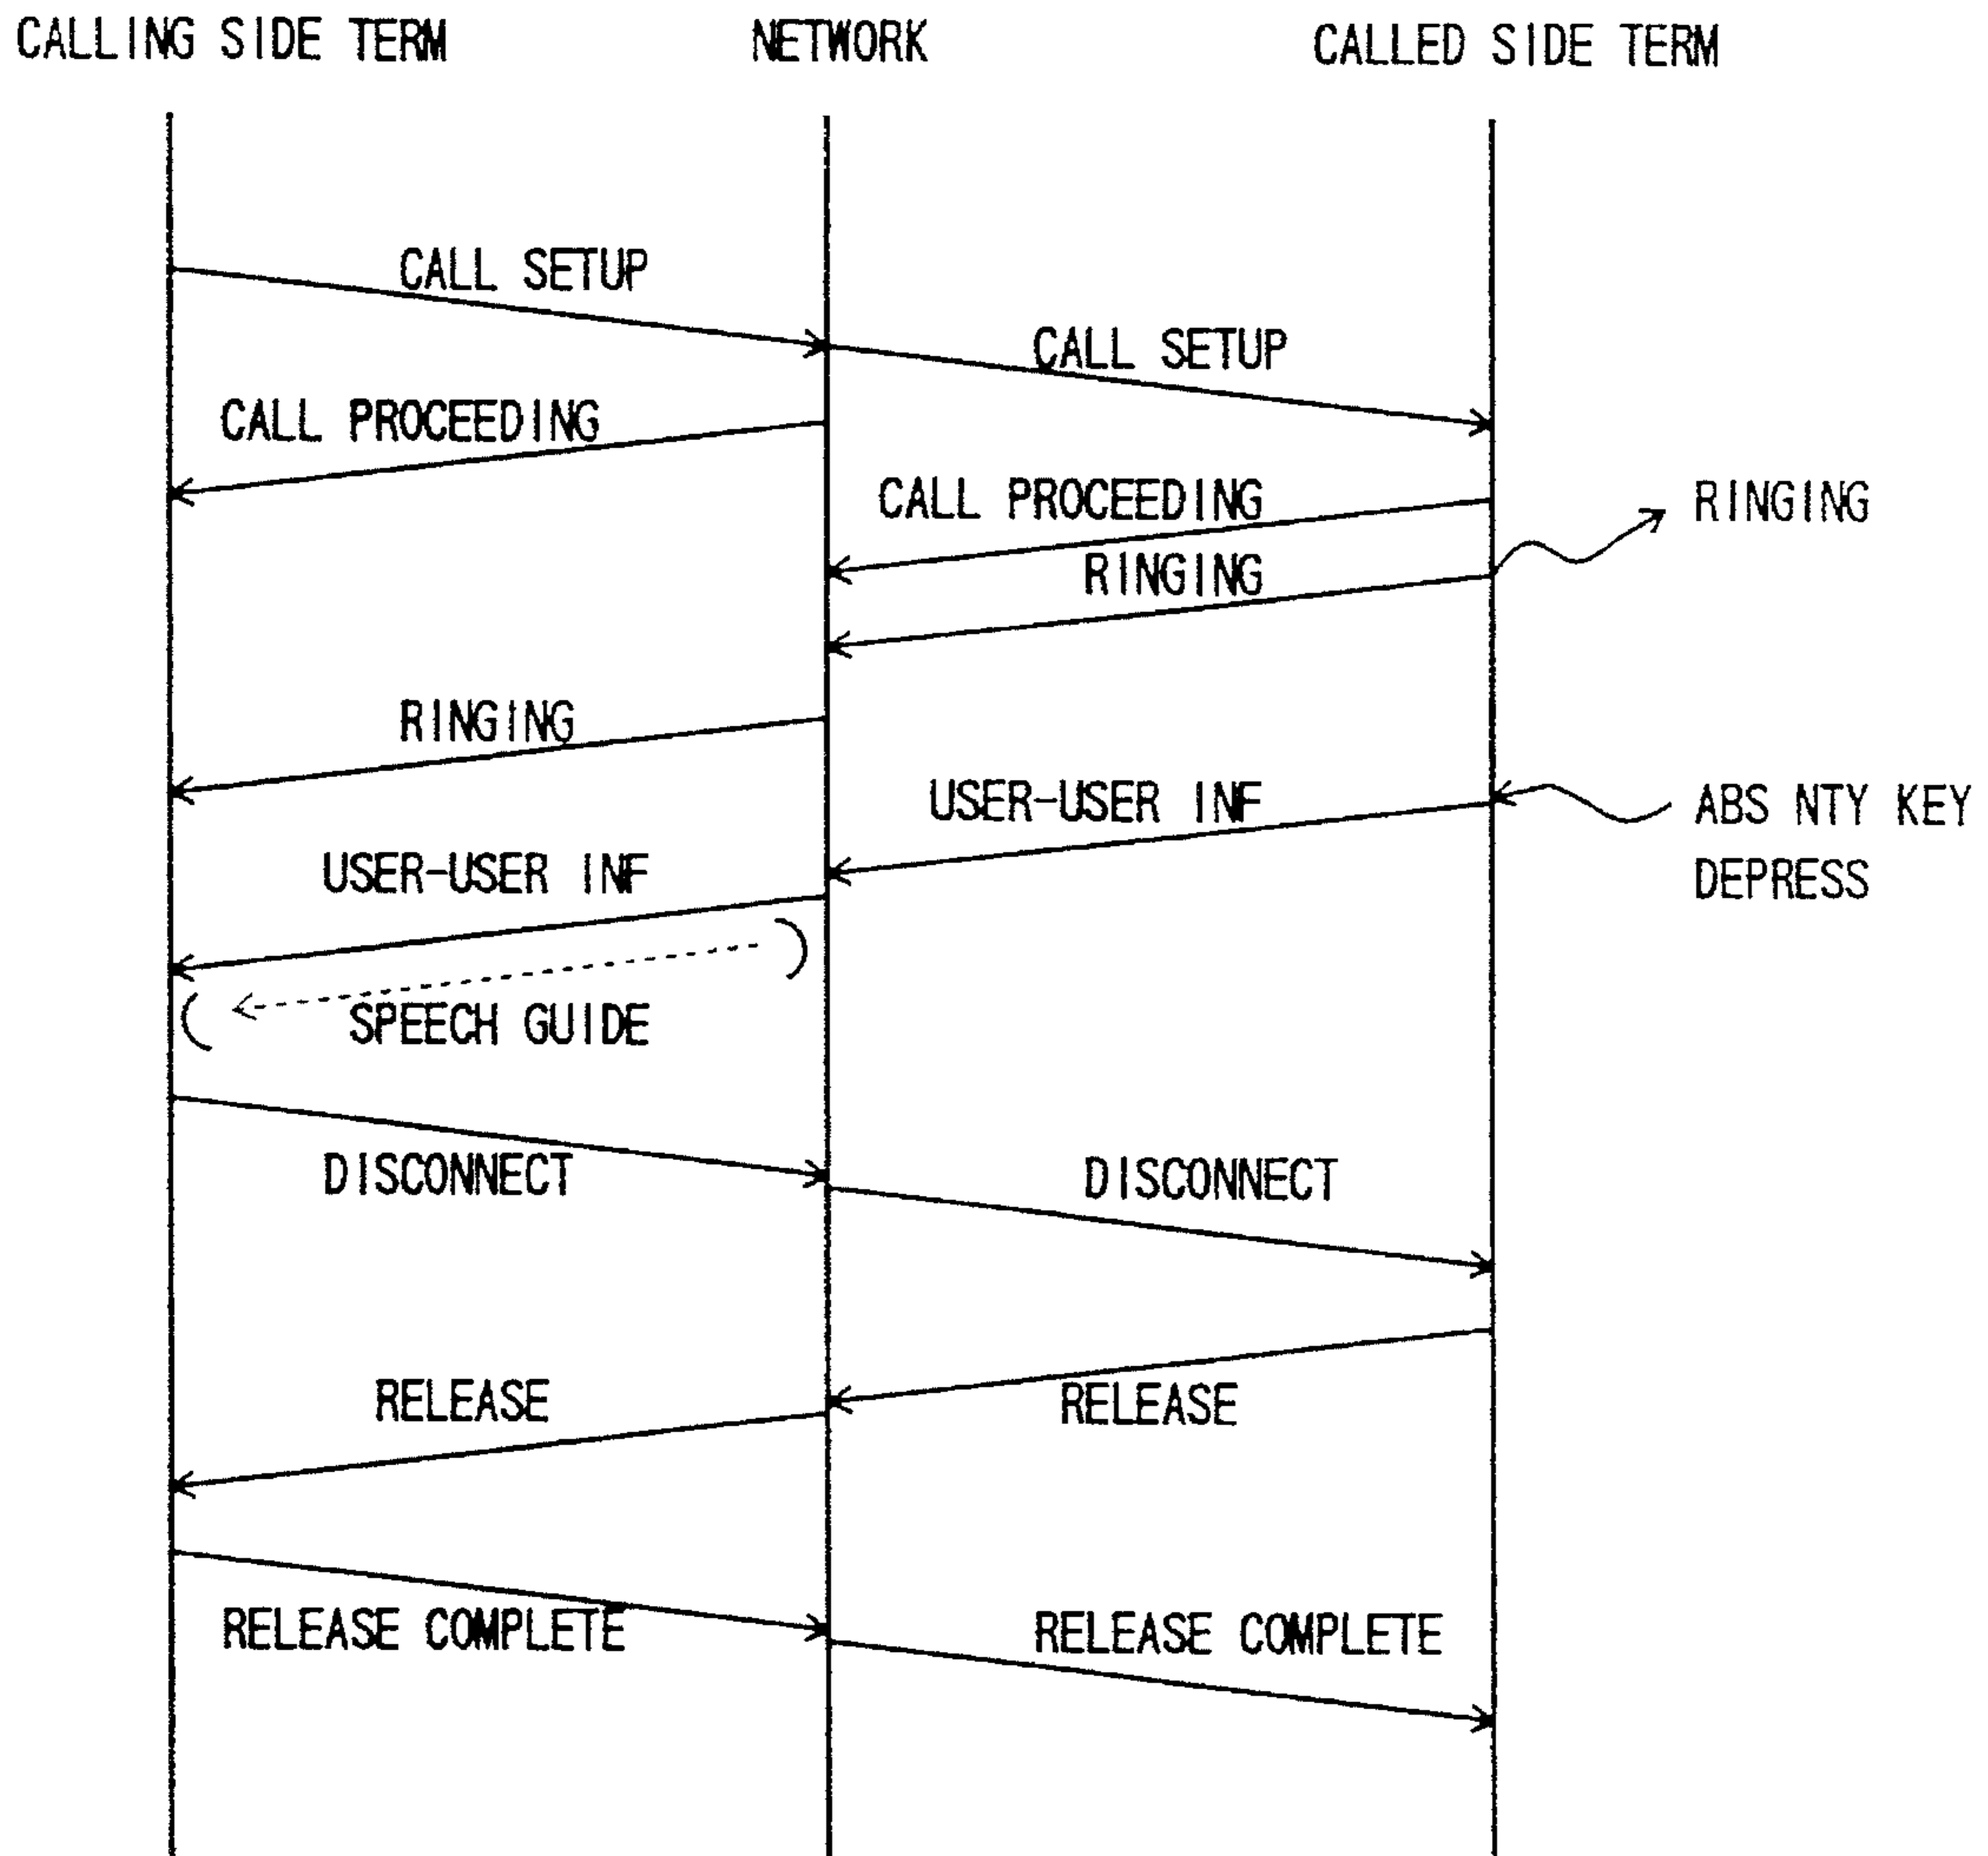 CALLING SIDE TERM
NETWORK
CALLED SIDE TERM
CALL SETUP
CALL SETUP
CALL PROCEEDING
CALL PROCEEDING
RINGING
RINGING
RINGING
USER-USER INF
ABS NTY KEY
DEPRESS
USER-USER INF
SPEECH GUIDE
DISCONNECT
DISCONNECT
RELEASE
RELEASE
RELEASE COMPLETE
RELEASE COMPLETE